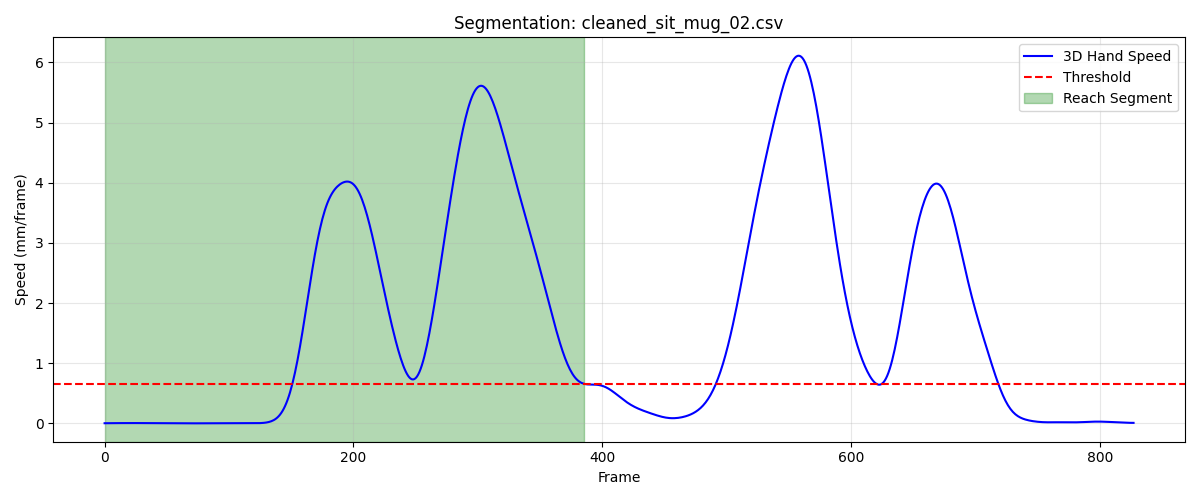 Segmentation: cleaned_sit_mug_02.csv
3D Hand Speed
Threshold
Reach Segment
Speed (mm/frame)
6
5
4
3
2
1
0
0 200 400 600 800
Frame